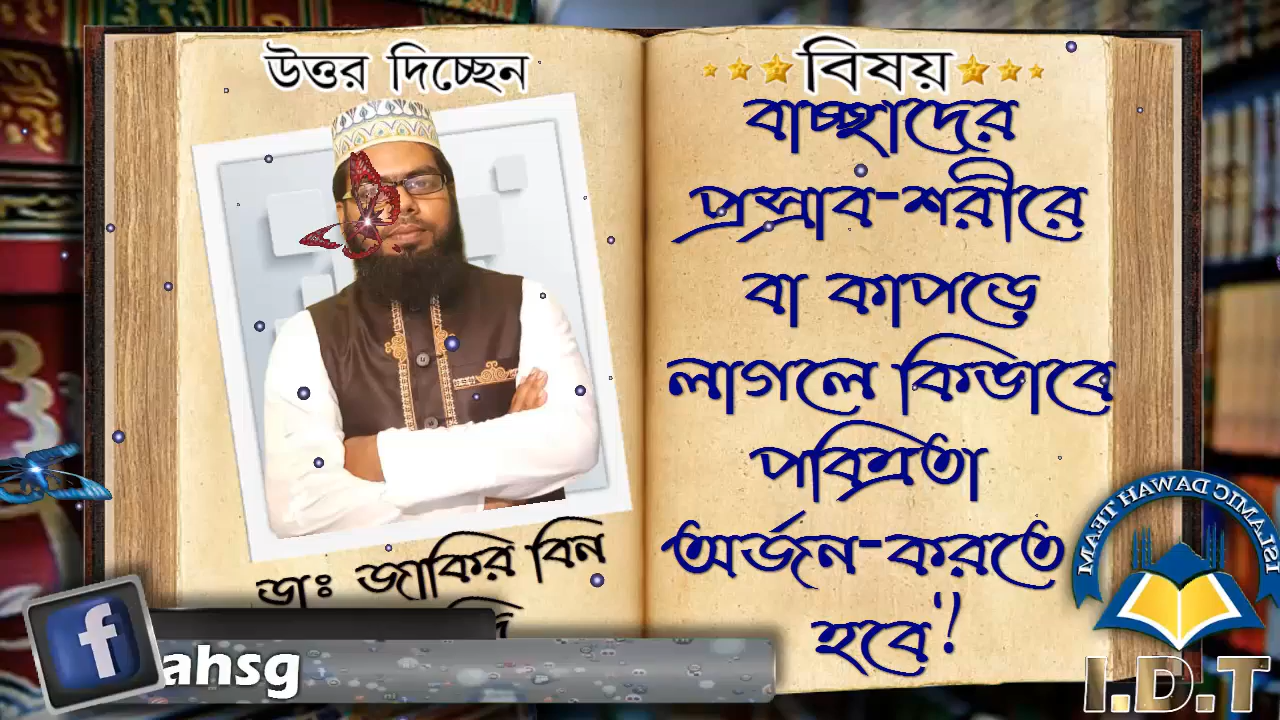 উত্তর দিচ্ছেন
ডাঃ জাকির বিন
ahsg
বিষয়
বাচ্ছাদের
প্রস্রাব-শরীরে
বা কাপড়ে
লাগলে কিভাবে
পবিত্রতা
অর্জন-করতে
হবে!
ISLAMIC DAWAH TEAM
I.D.T